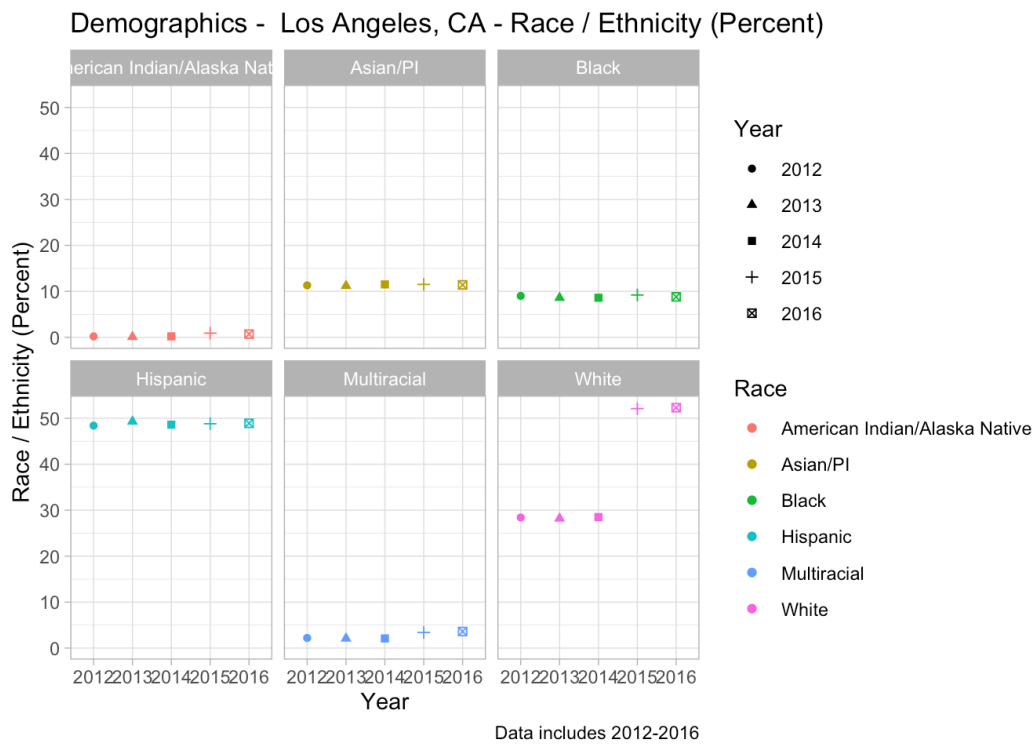 Demographics -  Los Angeles, CA - Race / Ethnicity (Percent)
merican Indian/Alaska Nat
Asian/PI
Black
50
40
30
20
10
0
Hispanic
Multiracial
White
50
40
30
20
10
0
Race / Ethnicity (Percent)
2012 2013 2014 2015 2016
2012 2013 2014 2015 2016
2012 2013 2014 2015 2016
Year
Data includes 2012-2016
Year
2012
2013
2014
2015
2016
Race
American Indian/Alaska Native
Asian/PI
Black
Hispanic
Multiracial
White